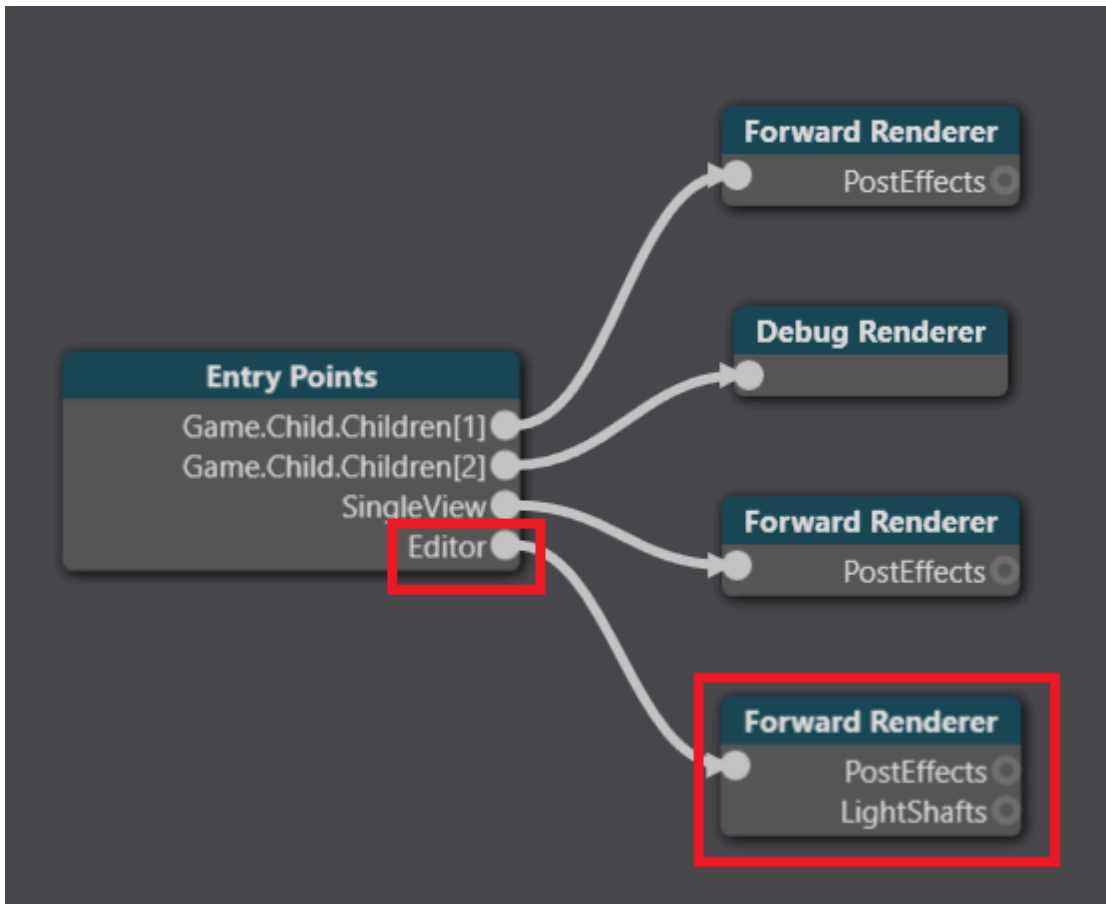 Forward Renderer
PostEffects
Debug Renderer
Entry Points
Game.Child.Children[1]
Game.Child.Children[2]
SingleView
Editor
Forward Renderer
PostEffects
Forward Renderer
PostEffects
LightShafts